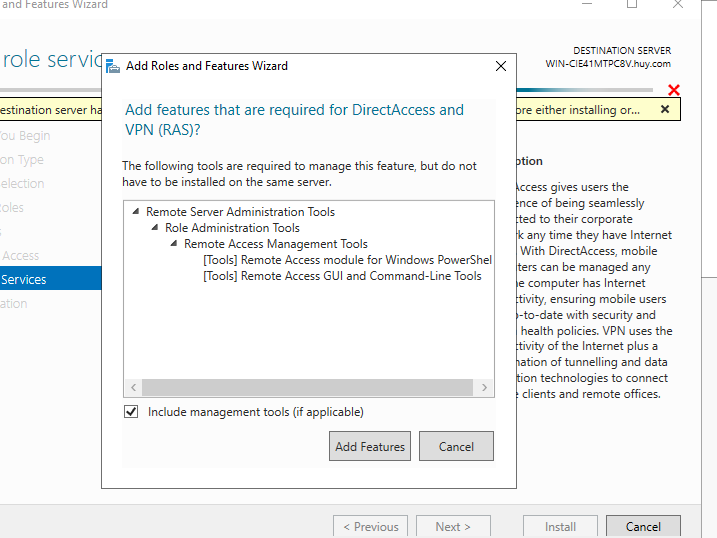 and Features Wizard
role servic
DESTINATION SERVER
WIN-CIE41MTPC8V.huy.com
estination server ha
ore either installing or...
Add Roles and Features Wizard
Add features that are required for DirectAccess and
VPN (RAS)?
The following tools are required to manage this feature, but do not
have to be installed on the same server.
Remote Server Administration Tools
Role Administration Tools
Remote Access Management Tools
[Tools] Remote Access module for Windows PowerShel
[Tools] Remote Access GUI and Command-Line Tools
Include management tools (if applicable)
Add Features
Cancel
ou Begin
on Type
election
oles
s
Access
Services
ation
ption
Access gives users the
ence of being seamlessly
cted to their corporate
rk any time they have Internet
With DirectAccess, mobile
uters can be managed any
he computer has Internet
ctivity, ensuring mobile users
p-to-date with security and
health policies. VPN uses the
ctivity of the Internet plus a
nation of tunnelling and data
tion technologies to connect
e clients and remote offices.
< Previous
Next >
Install
Cancel